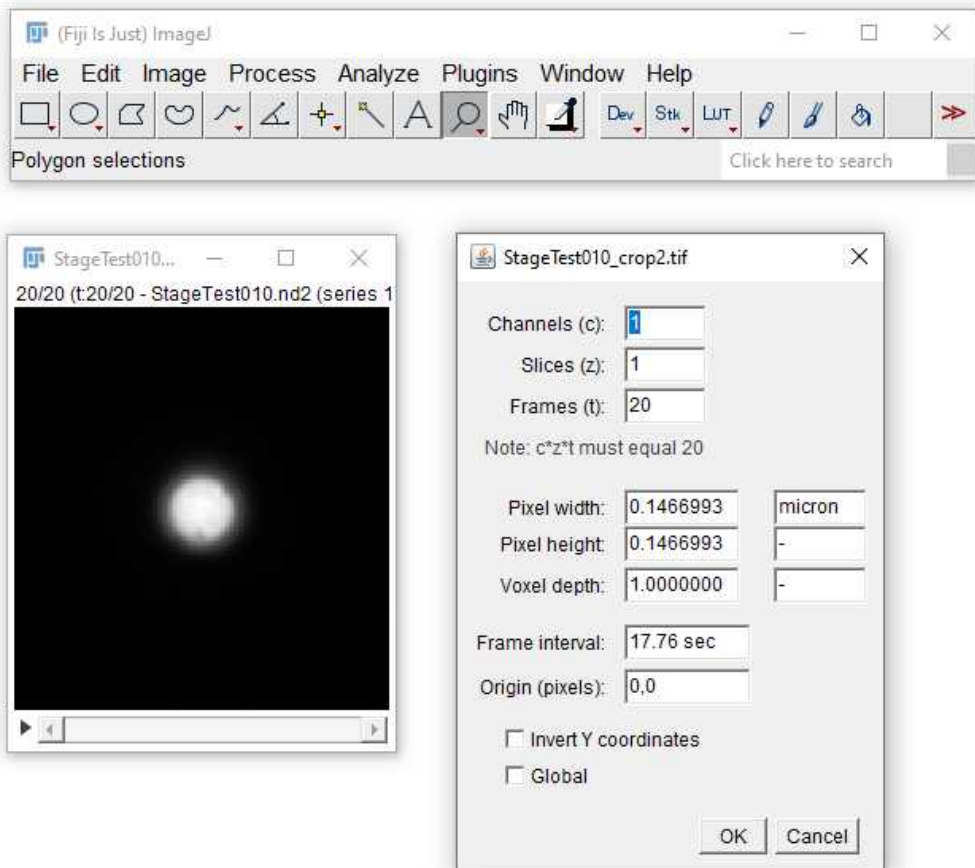 (Fiji Is Just) ImageJ
File Edit Image Process Analyze Plugins Window Help
A Dev Stk LUT
Polygon selections Click here to search
StageTest010...
20/20 (t:20/20 - StageTest010.nd2 (series 1
StageTest010_crop2.tif
Channels (c): 1
Slices (z): 1
Frames (t): 20
Note: c*z*t must equal 20
Pixel width: 0.1466993 micron
Pixel height: 0.1466993 -
Voxel depth: 1.0000000 -
Frame interval: 17.76 sec
Origin (pixels): 0,0
Invert Y coordinates
Global
OK Cancel